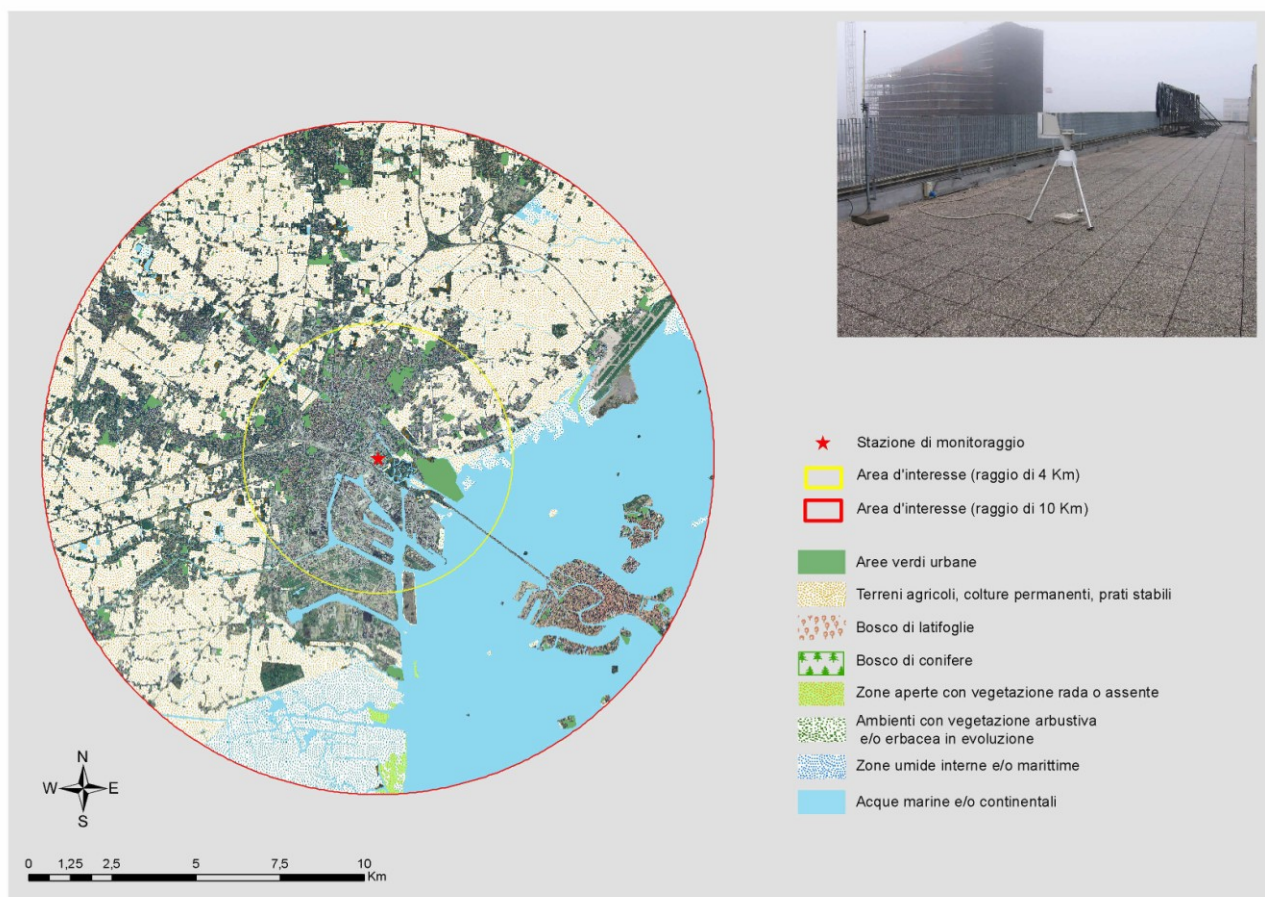 Stazione di monitoraggio
Area d'interesse (raggio di 4 Km)
Area d'interesse (raggio di 10 Km)
Aree verdi urbane
Terreni agricoli, colture permanenti, prati stabili
Bosco di latifoglie
Bosco di conifere
Zone aperte con vegetazione rada o assente
Ambienti con vegetazione arbustiva
e/o erbacea in evoluzione
Zone umide interne e/o marittime
Acque marine e/o continentali
N
W E
S
0 1,25 2,5 5 7,5 10
Km